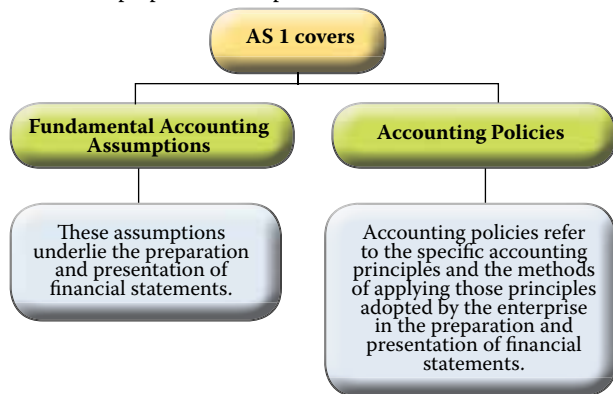 AS 1 covers
Fundamental Accounting
Assumptions
Accounting Policies
These assumptions
underlie the preparation
and presentation of
financial statements.
Accounting policies refer
to the specific accounting
principles and the methods
of applying those principles
adopted by the enterprise
in the preparation and
presentation of financial
statements.